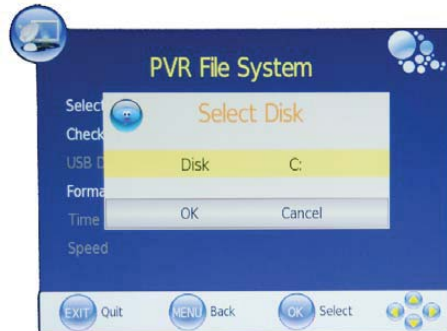 PVR File System
Select
Select Disk
Check
USB D
Disk C:
Forma
OK Cancel
Time
Speed
EXIT Quit MENU Back OK Select